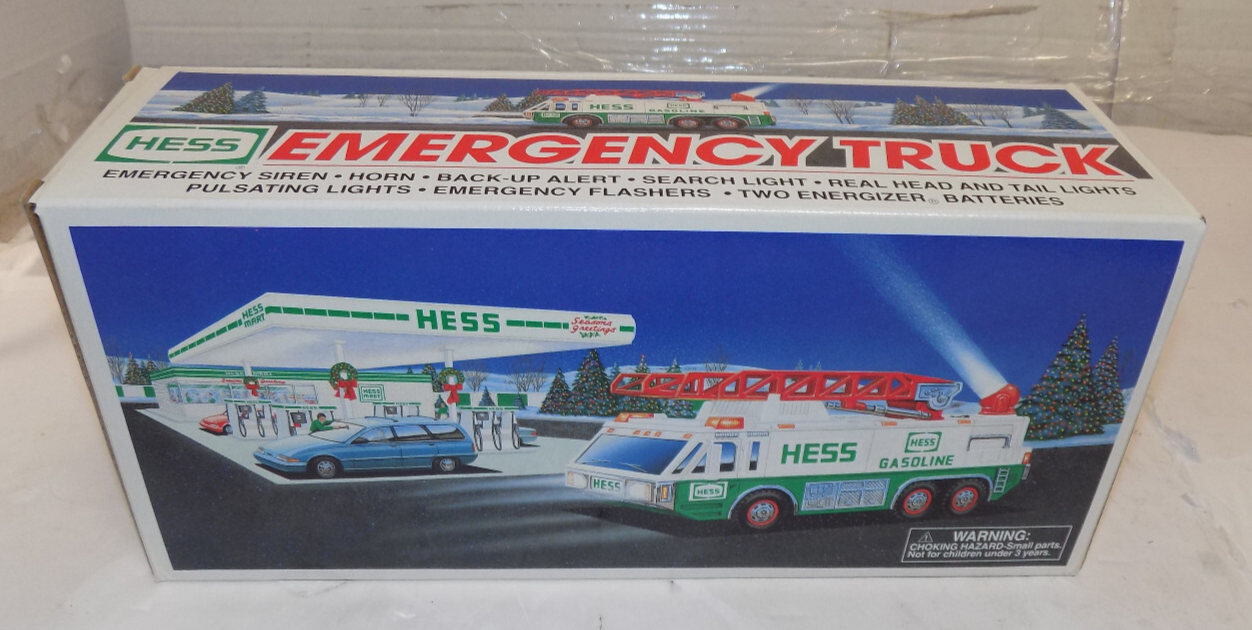 HESS GASOLINE
HESS EMERGENCY TRUCK
EMERGENCY SIREN • HORN • BACK-UP ALERT • SEARCH LIGHT • REAL HEAD AND TAIL LIGHTS
PULSATING LIGHTS • EMERGENCY FLASHERS • TWO ENERGIZER® BATTERIES
HESS MART
HESS
Seasons
greetings
HESS MART
HESS
HESS
GASOLINE
HESS
HESS
⚠ WARNING:
CHOKING HAZARD-Small parts.
Not for children under 3 years.